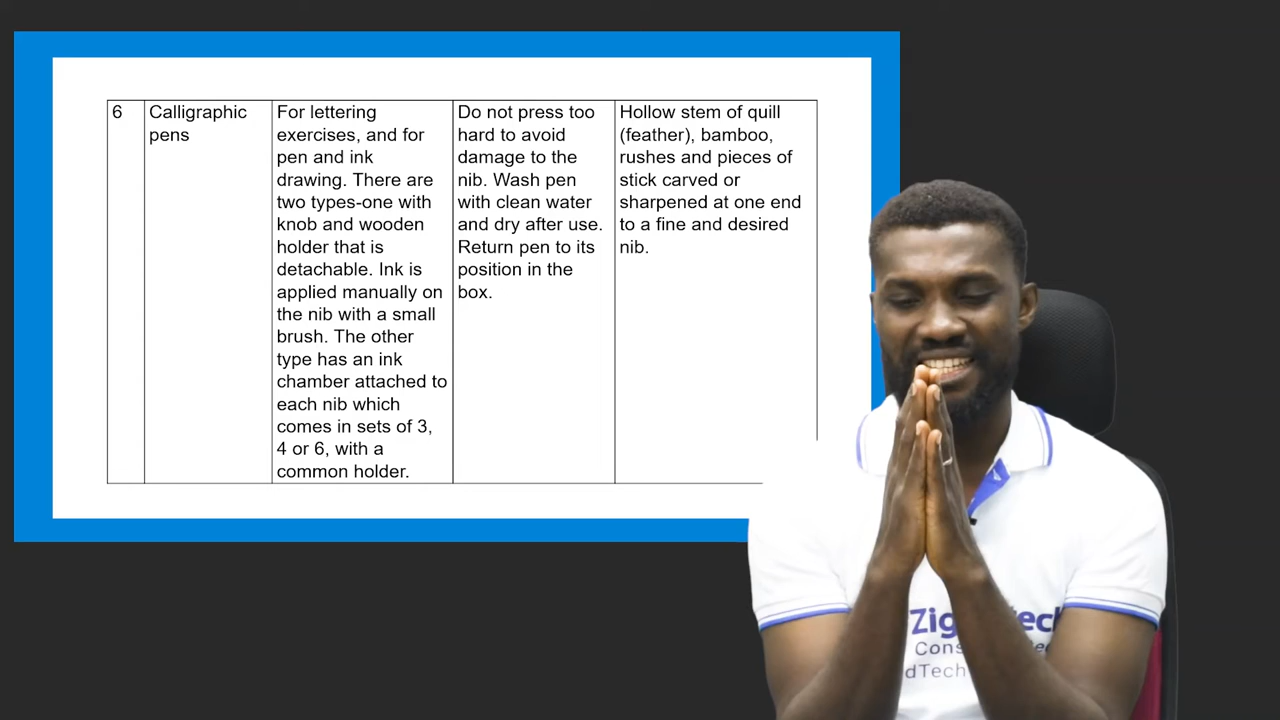 6
Calligraphic
pens
For lettering
exercises, and for
pen and ink
drawing. There are
two types-one with
knob and wooden
holder that is
detachable. Ink is
applied manually on
the nib with a small
brush. The other
type has an ink
chamber attached to
each nib which
comes in sets of 3,
4 or 6, with a
common holder.
Do not press too
hard to avoid
damage to the
nib. Wash pen
with clean water
and dry after use.
Return pen to its
position in the
box.
Hollow stem of quill
(feather), bamboo,
rushes and pieces of
stick carved or
sharpened at one end
to a fine and desired
nib.